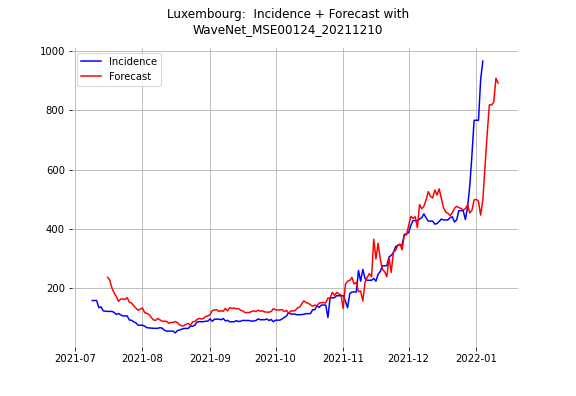 Luxembourg:  Incidence + Forecast with
WaveNet_MSE00124_20211210
1000
800
600
400
200
Incidence
Forecast
2021-07 2021-08 2021-09 2021-10 2021-11 2021-12 2022-01